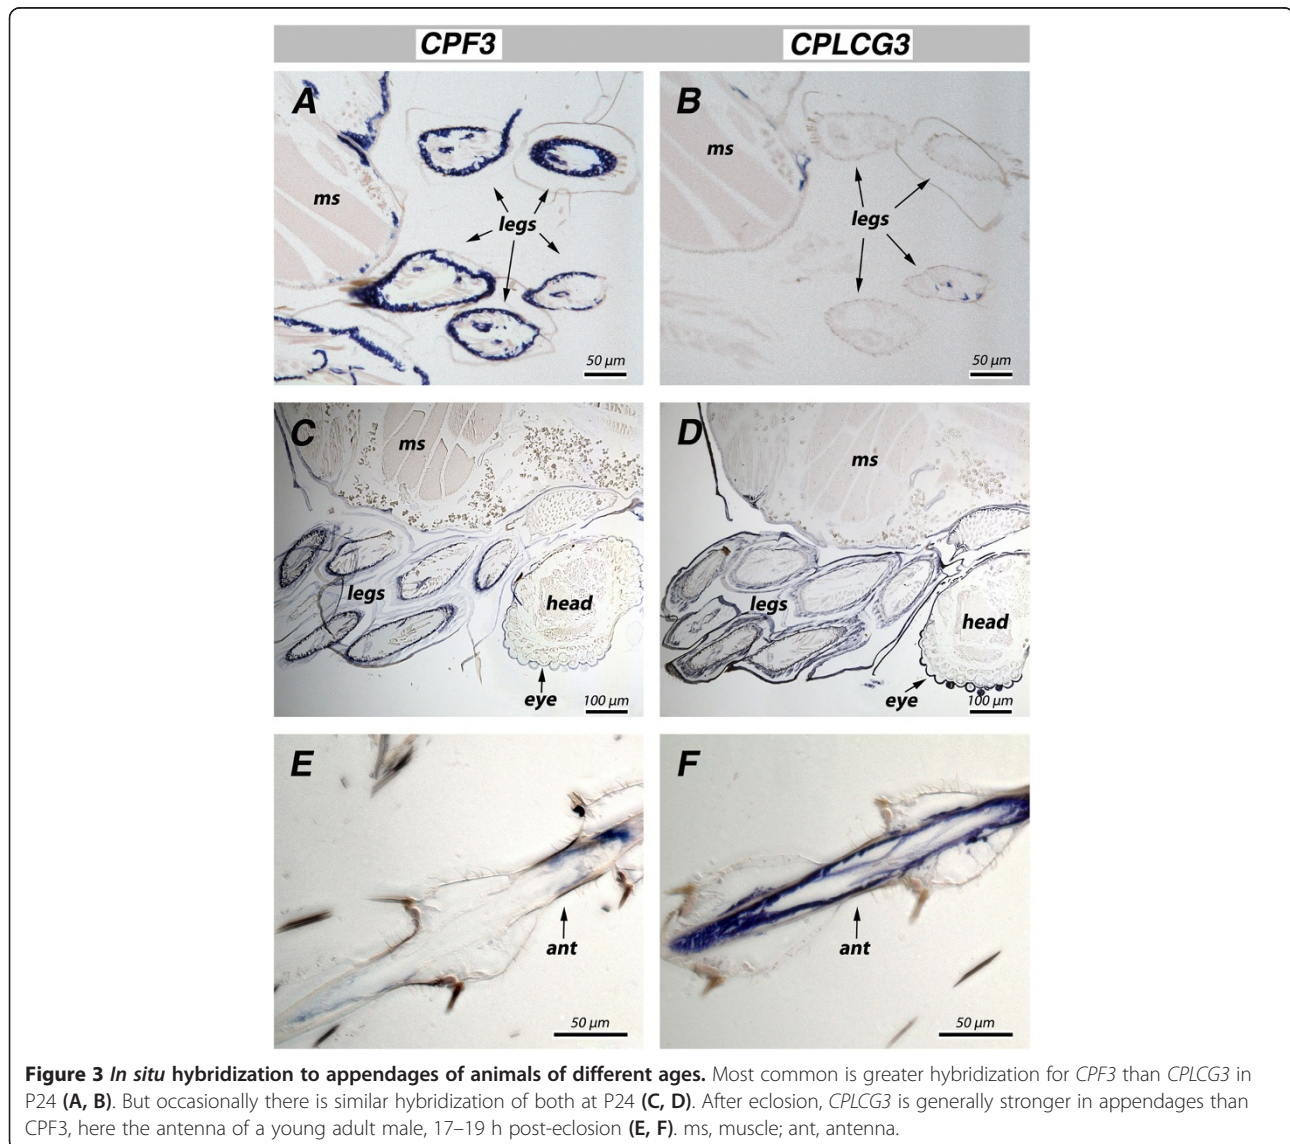 CPF3 CPLCG3
A B
ms ms
legs legs
50 µm 50 µm
C D
ms ms
legs legs
head head
eye eye
100 µm 100 µm
E F
ant ant
50 µm 50 µm
Figure 3 In situ hybridization to appendages of animals of different ages. Most common is greater hybridization for CPF3 than CPLCG3 in
P24 (A, B). But occasionally there is similar hybridization of both at P24 (C, D). After eclosion, CPLCG3 is generally stronger in appendages than
CPF3, here the antenna of a young adult male, 17–19 h post-eclosion (E, F). ms, muscle; ant, antenna.